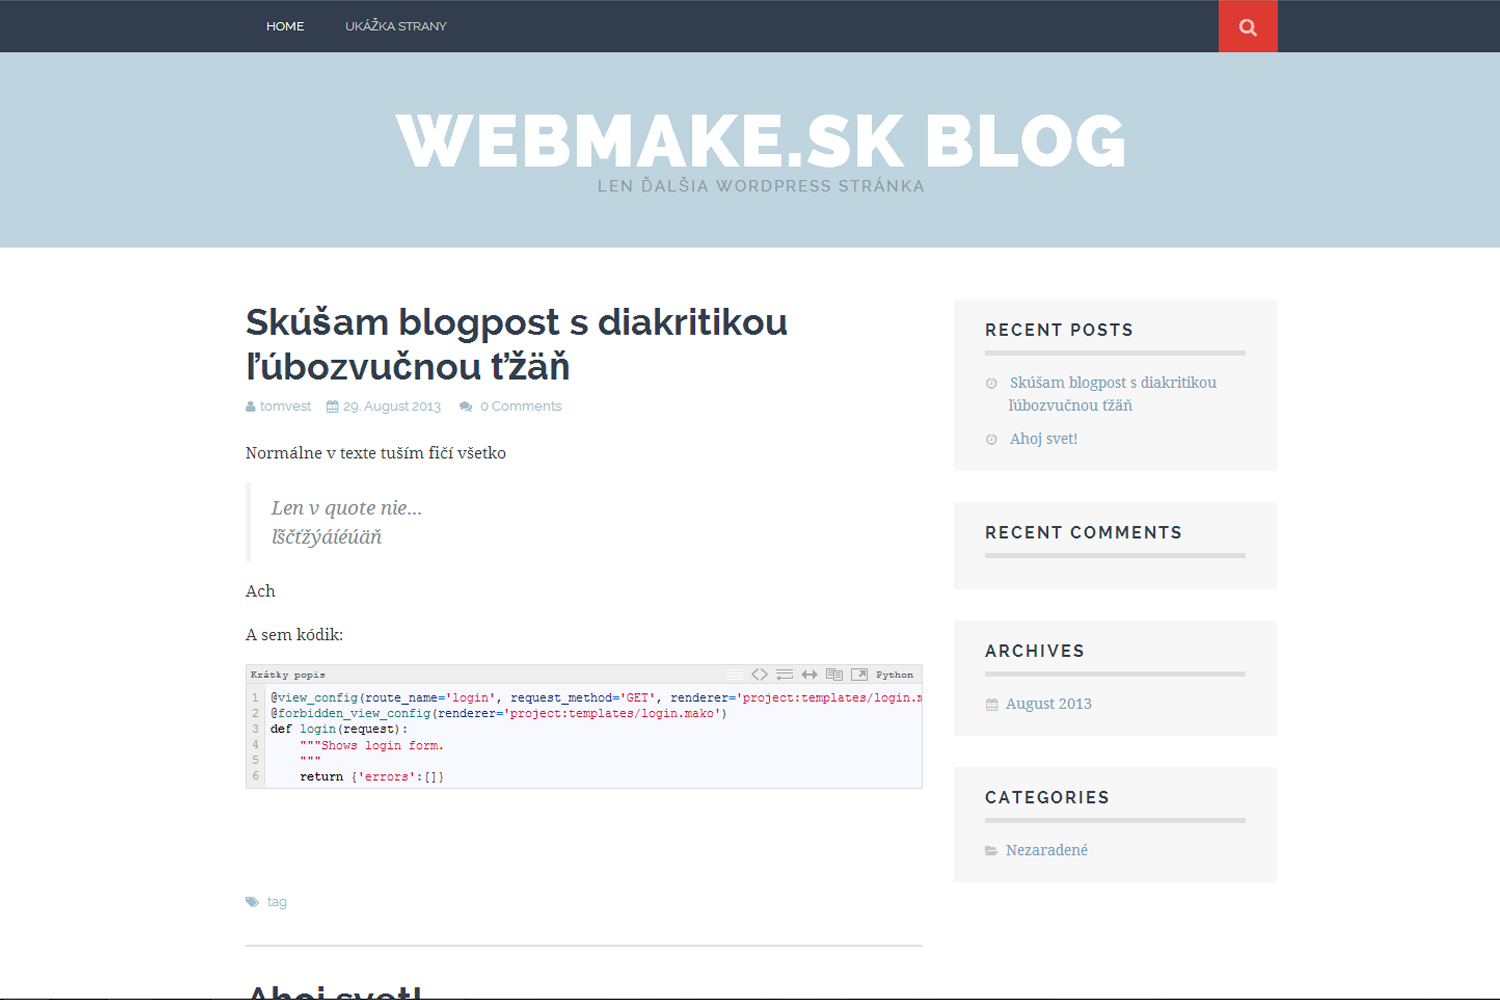 HOME
UKÁŽKA STRANY
WEBMAKE.SK BLOG
LEN ĎALŠIA WORDPRESS STRÁNKA
Skúšam blogpost s diakritikou
ľúbozvučnou ťžäň
tomvest 29. August 2013 0 Comments
Normálne v texte tuším fičí všetko
Len v quote nie...
ľščťžýáíéúäň
Ach
A sem kódik:
Krátky popis Python
1 @view_config(route_name='login', request_method='GET', renderer='project:templates/login.m
2 @forbidden_view_config(renderer='project:templates/login.mako')
3 def login(request):
4 """Shows login form.
5 """
6 return {'errors':[]}
tag
Ahoj svet!
RECENT POSTS
Skúšam blogpost s diakritikou
ľúbozvučnou ťžäň
Ahoj svet!
RECENT COMMENTS
ARCHIVES
August 2013
CATEGORIES
Nezaradené